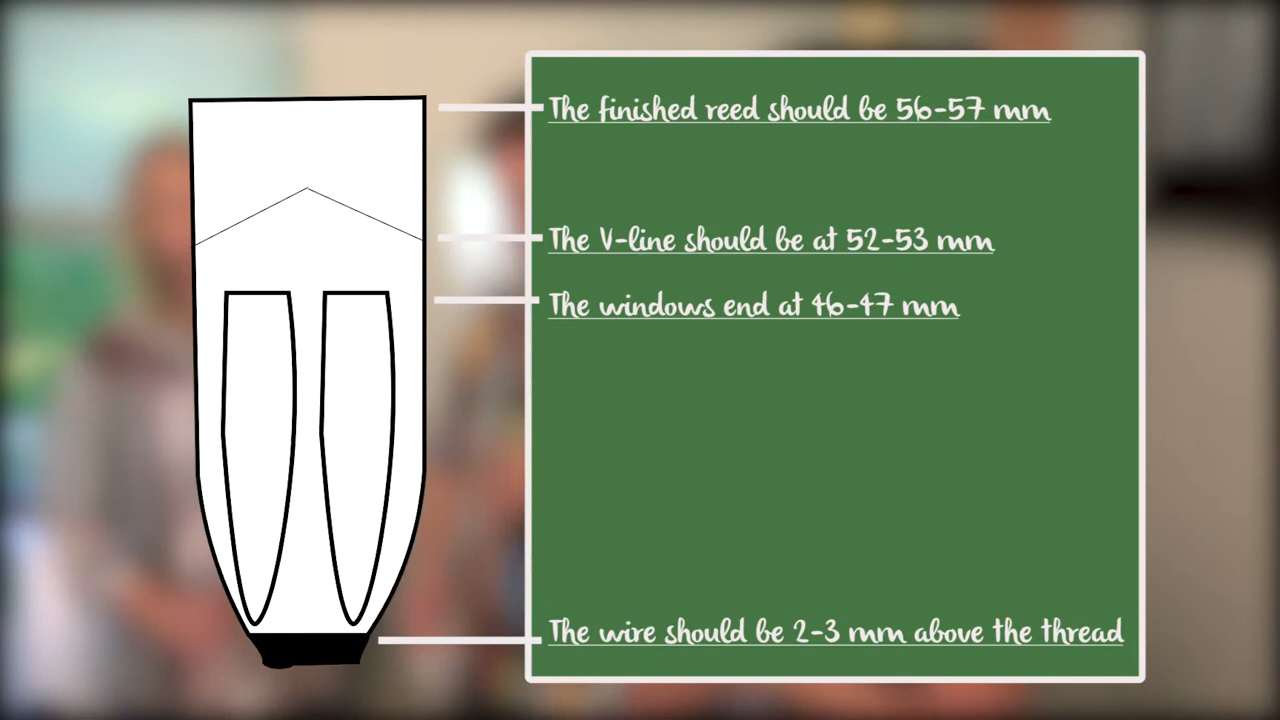 The finished reed should be 56-57 mm
The V-line should be at 52-53 mm
The windows end at 46-47 mm
The wire should be 2-3 mm above the thread